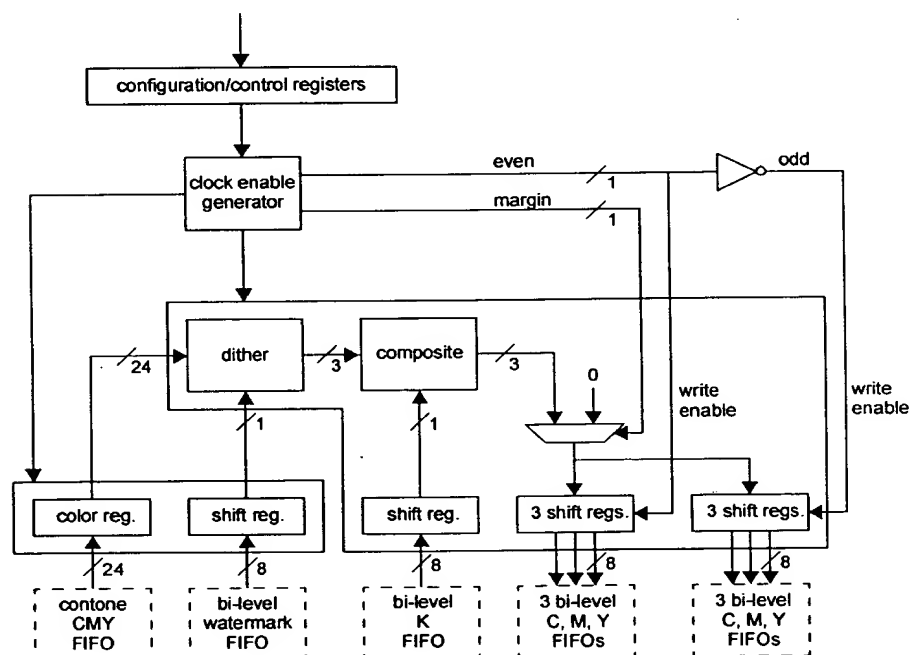 configuration/control registers
clock enable
generator
even
1
margin
1
odd
dither
composite
24
3
3
0
1
1
write
enable
write
enable
color reg.
shift reg.
shift reg.
3 shift regs.
3 shift regs.
24
8
8
8
8
contone
CMY
FIFO
bi-level
watermark
FIFO
bi-level
K
FIFO
3 bi-level
C, M, Y
FIFOs
3 bi-level
C, M, Y
FIFOs